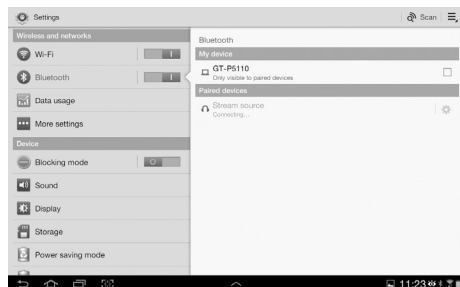 Settings
Scan
Wireless and networks
Wi-Fi
Bluetooth
Data usage
More settings
Device
Blocking mode
Sound
Display
Storage
Power saving mode
Bluetooth
My device
GT-P5110
Only visible to paired devices
Paired devices
Stream source
Connecting...
11:23